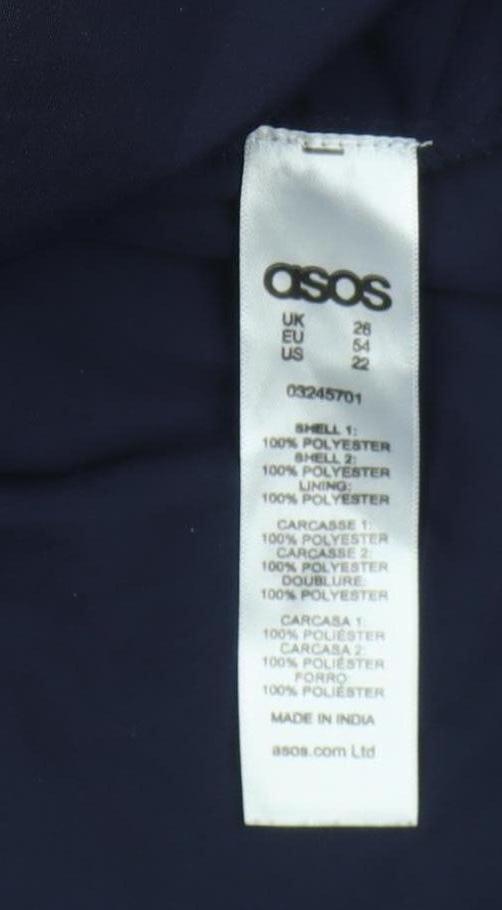 asos
UK 26
EU 54
US 22
03245701
SHELL 1:
100% POLYESTER
SHELL 2:
100% POLYESTER
LINING:
100% POLYESTER
CARCASSE 1:
100% POLYESTER
CARCASSE 2:
100% POLYESTER
DOUBLURE:
100% POLYESTER
CARCASA 1:
100% POLIÉSTER
CARCASA 2:
100% POLIÉSTER
FORRO:
100% POLIÉSTER
MADE IN INDIA
asos.com Ltd